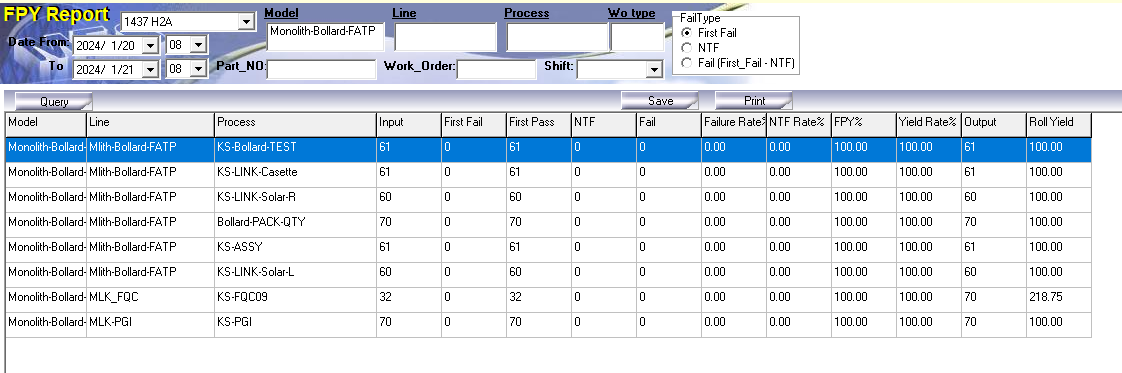 FPY Report
1437 H2A
Model
Line
Process
Wo type
FailType
Monolith-Bollard-FATP
First Fail
NTF
Fail (First_Fail - NTF)
Date From: 2024/ 1/20 08
To 2024/ 1/21 08
Part_NO:
Work_Order:
Shift:
Query
Save
Print
Model Line Process Input First Fail First Pass NTF Fail Failure Rate% NTF Rate% FPY% Yield Rate% Output Roll Yield
Monolith-Bollard- Mlith-Bollard-FATP KS-Bollard-TEST 61 0 61 0 0 0.00 0.00 100.00 100.00 61 100.00
Monolith-Bollard- Mlith-Bollard-FATP KS-LINK-Casette 61 0 61 0 0 0.00 0.00 100.00 100.00 61 100.00
Monolith-Bollard- Mlith-Bollard-FATP KS-LINK-Solar-R 60 0 60 0 0 0.00 0.00 100.00 100.00 60 100.00
Monolith-Bollard- Mlith-Bollard-FATP Bollard-PACK-QTY 70 0 70 0 0 0.00 0.00 100.00 100.00 70 100.00
Monolith-Bollard- Mlith-Bollard-FATP KS-ASSY 61 0 61 0 0 0.00 0.00 100.00 100.00 61 100.00
Monolith-Bollard- Mlith-Bollard-FATP KS-LINK-Solar-L 60 0 60 0 0 0.00 0.00 100.00 100.00 60 100.00
Monolith-Bollard- MLK_FQC KS-FQC09 32 0 32 0 0 0.00 0.00 100.00 100.00 70 218.75
Monolith-Bollard- MLK-PGI KS-PGI 70 0 70 0 0 0.00 0.00 100.00 100.00 70 100.00